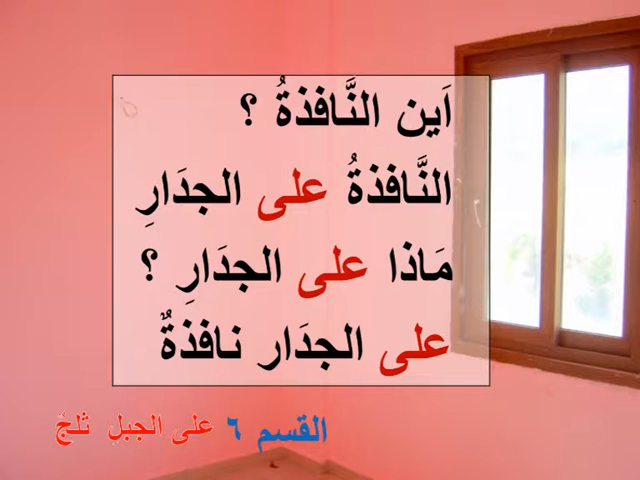 اَين النَّافذةُ ؟
النَّافذةُ على الجدَارِ
مَاذا على الجدَارِ ؟
على الجدَار نافذةٌ
القسم ٦ على الجبلِ ثلجٌ